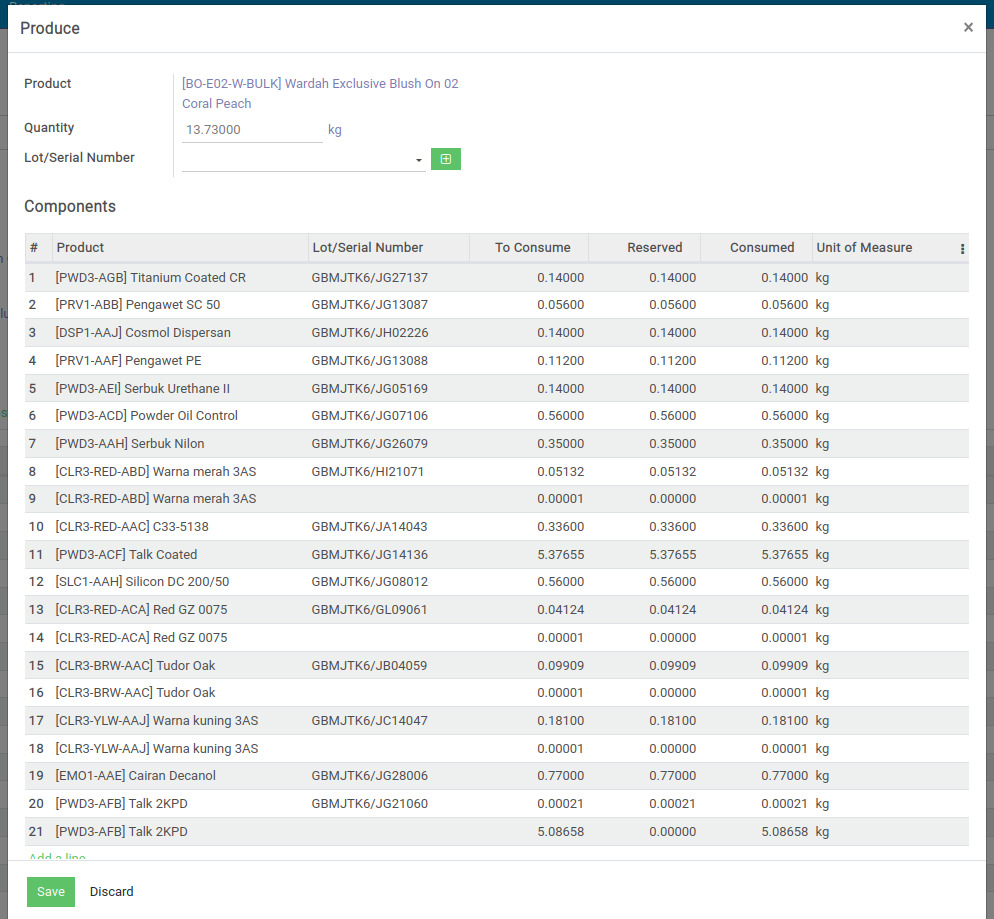 Produce ×
Product [BO-E02-W-BULK] Wardah Exclusive Blush On 02
Coral Peach
Quantity 13.73000 kg
Lot/Serial Number
Components
# Product Lot/Serial Number To Consume Reserved Consumed Unit of Measure
1 [PWD3-AGB] Titanium Coated CR GBMJTK6/JG27137 0.14000 0.14000 0.14000 kg
2 [PRV1-ABB] Pengawet SC 50 GBMJTK6/JG13087 0.05600 0.05600 0.05600 kg
3 [DSP1-AAJ] Cosmol Dispersan GBMJTK6/JH02226 0.14000 0.14000 0.14000 kg
4 [PRV1-AAF] Pengawet PE GBMJTK6/JG13088 0.11200 0.11200 0.11200 kg
5 [PWD3-AEI] Serbuk Urethane II GBMJTK6/JG05169 0.14000 0.14000 0.14000 kg
6 [PWD3-ACD] Powder Oil Control GBMJTK6/JG07106 0.56000 0.56000 0.56000 kg
7 [PWD3-AAH] Serbuk Nilon GBMJTK6/JG26079 0.35000 0.35000 0.35000 kg
8 [CLR3-RED-ABD] Warna merah 3AS GBMJTK6/HI21071 0.05132 0.05132 0.05132 kg
9 [CLR3-RED-ABD] Warna merah 3AS 0.00001 0.00000 0.00001 kg
10 [CLR3-RED-AAC] C33-5138 GBMJTK6/JA14043 0.33600 0.33600 0.33600 kg
11 [PWD3-ACF] Talk Coated GBMJTK6/JG14136 5.37655 5.37655 5.37655 kg
12 [SLC1-AAH] Silicon DC 200/50 GBMJTK6/JG08012 0.56000 0.56000 0.56000 kg
13 [CLR3-RED-ACA] Red GZ 0075 GBMJTK6/GL09061 0.04124 0.04124 0.04124 kg
14 [CLR3-RED-ACA] Red GZ 0075 0.00001 0.00000 0.00001 kg
15 [CLR3-BRW-AAC] Tudor Oak GBMJTK6/JB04059 0.09909 0.09909 0.09909 kg
16 [CLR3-BRW-AAC] Tudor Oak 0.00001 0.00000 0.00001 kg
17 [CLR3-YLW-AAJ] Warna kuning 3AS GBMJTK6/JC14047 0.18100 0.18100 0.18100 kg
18 [CLR3-YLW-AAJ] Warna kuning 3AS 0.00001 0.00000 0.00001 kg
19 [EMO1-AAE] Cairan Decanol GBMJTK6/JG28006 0.77000 0.77000 0.77000 kg
20 [PWD3-AFB] Talk 2KPD GBMJTK6/JG21060 0.00021 0.00021 0.00021 kg
21 [PWD3-AFB] Talk 2KPD 5.08658 0.00000 5.08658 kg
Add a line
Save Discard